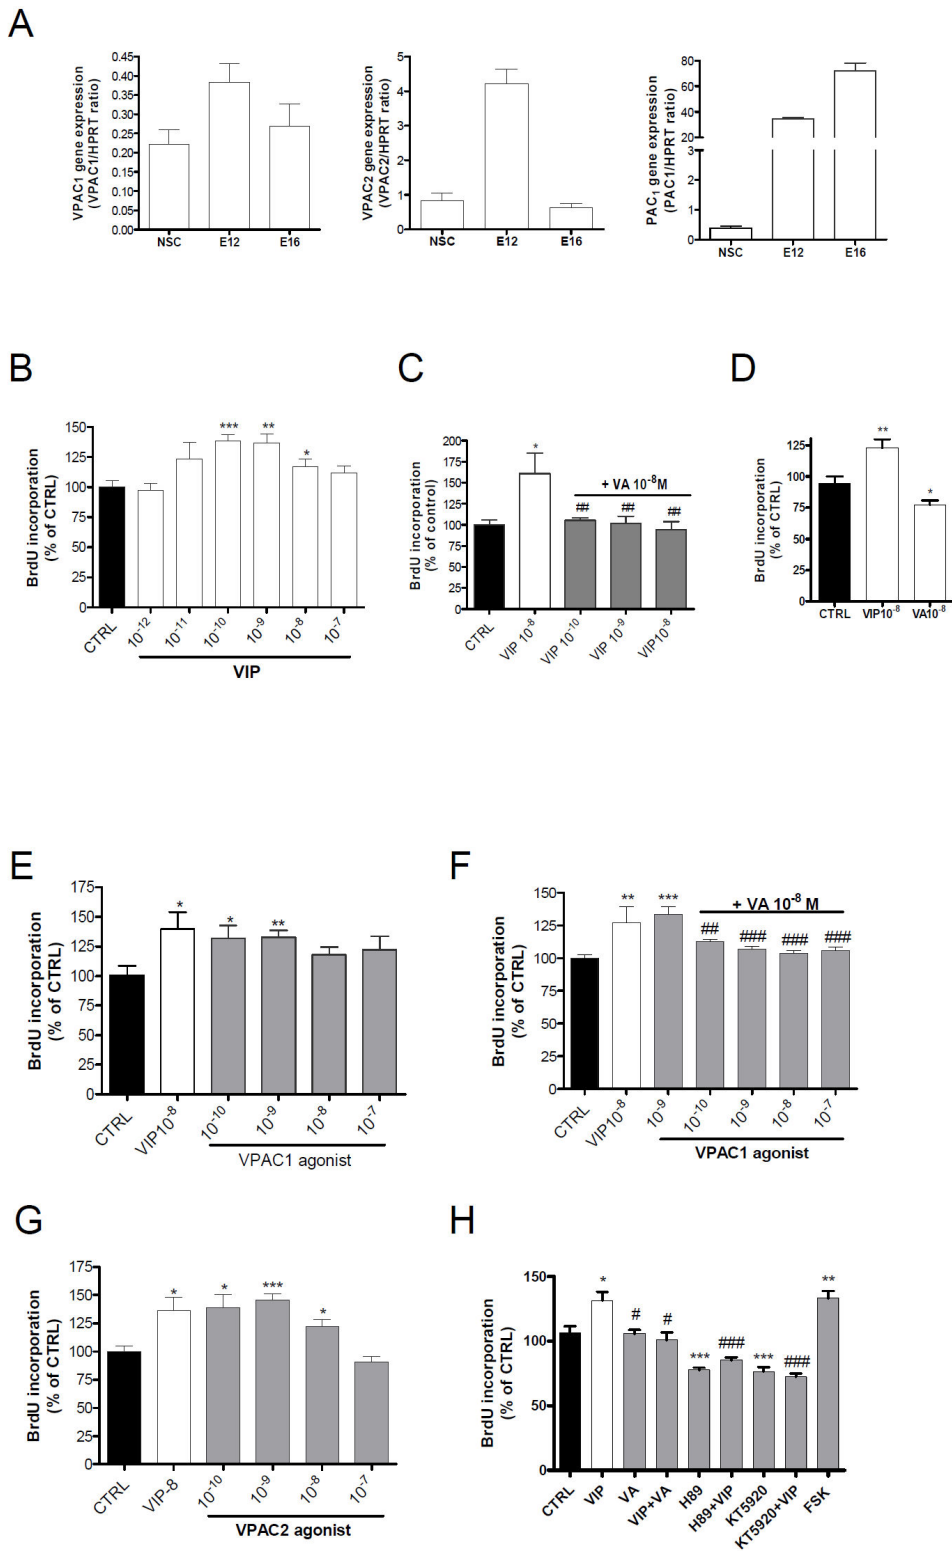 A
VPAC1 gene expression
(VPAC1/HPRT ratio)
0.45
0.40
0.35
0.30
0.25
0.20
0.15
0.10
0.05
0.00
NSC E12 E16
VPAC2 gene expression
(VPAC2/HPRT ratio)
5
4
3
2
1
0
NSC E12 E16
PAC1 gene expression
(PAC1/HPRT ratio)
80
60
40
20
3
2
1
0
NSC E12 E16
B
BrdU incorporation
(% of CTRL)
150
125
100
75
50
25
0
*** ** *
CTRL 10-12 10-11 10-10 10-9 10-8 10-7
VIP
C
BrdU incorporation
(% of control)
200
175
150
125
100
75
50
25
0
*
+ VA 10-8M
## ## ##
CTRL VIP 10-8 VIP 10-10 VIP 10-9 VIP10-8
D
BrdU incorporation
(% of CTRL)
125
100
75
50
25
0
** *
CTRL VIP10-8 VA10-8
E
BrdU incorporation
(% of CTRL)
175
150
125
100
75
50
25
0
* * **
CTRL VIP10-8 10-10 10-9 10-8 10-7
VPAC1 agonist
F
BrdU incorporation
(% of CTRL)
150
125
100
75
50
25
0
** ***
+ VA 10-8 M
## ### ### ###
CTRL VIP10-8 10-9 10-10 10-9 10-8 10-7
VPAC1 agonist
G
BrdU incorporation
(% of CTRL)
175
150
125
100
75
50
25
0
* * *** *
CTRL VIP-8 10-10 10-9 10-8 10-7
VPAC2 agonist
H
BrdU incorporation
(% of CTRL)
150
100
50
0
* # # *** ### *** ### **
CTRL VIP VA VIP+VA H89 H89+VIP KT5920 KT5920+VIP FSK